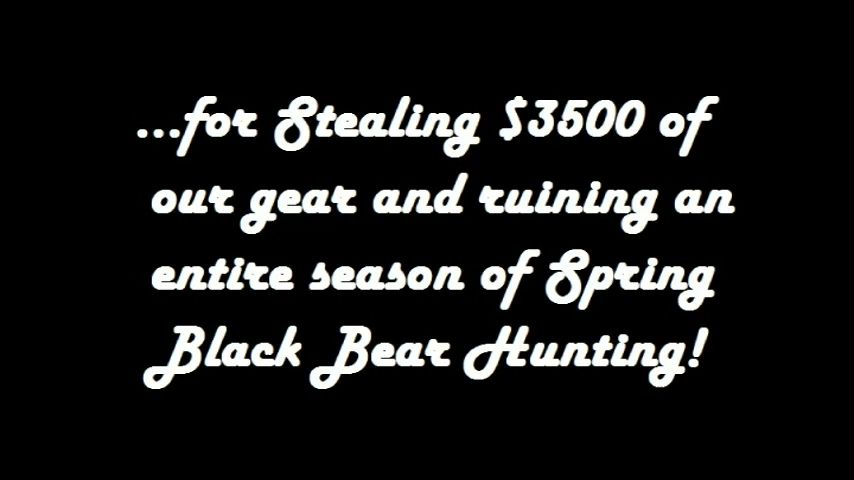 ...for Stealing $3500 of
our gear and ruining an
entire season of Spring
Black Bear Hunting!